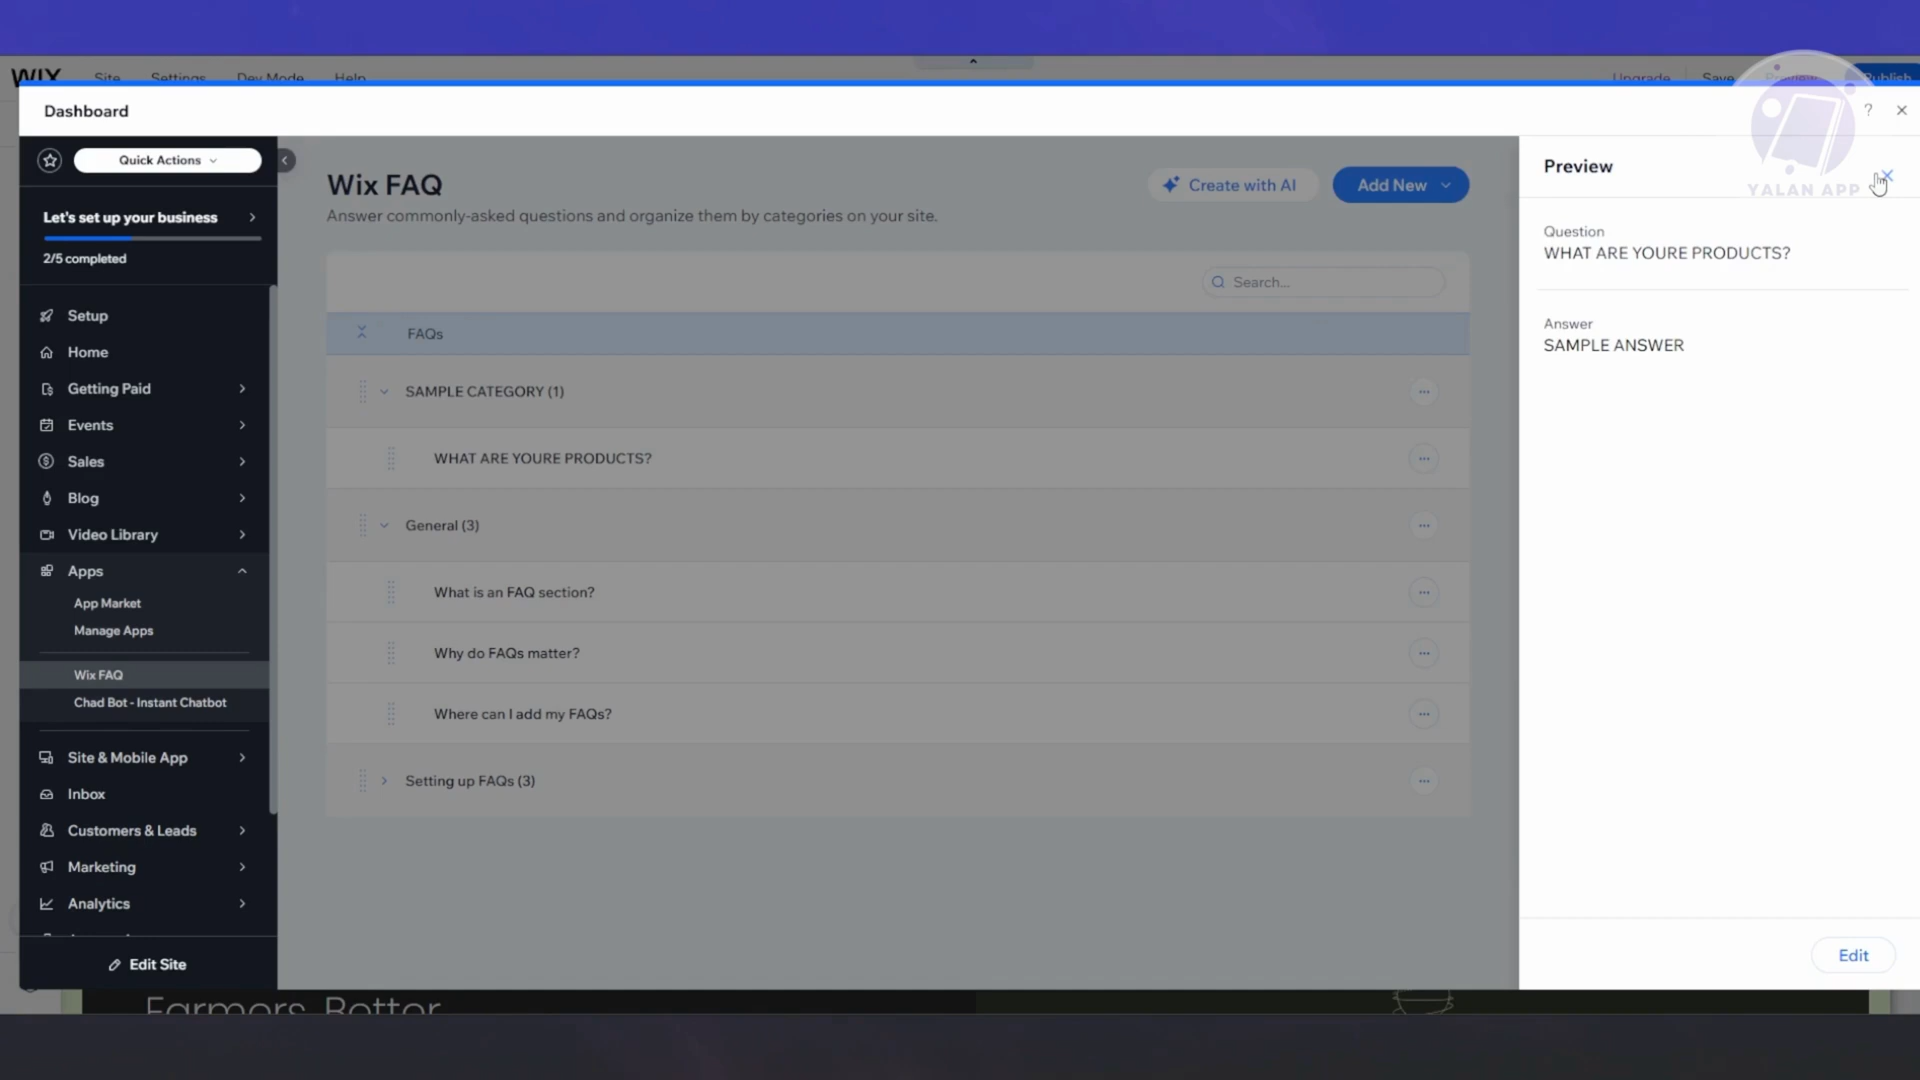 WIX Site Settings Dev Mode Help Upgrade Save Preview Publish
Dashboard
?
YALAN APP
Quick Actions
Let's set up your business
2/5 completed
Setup
Home
Getting Paid
Events
Sales
Blog
Video Library
Apps
App Market
Manage Apps
Wix FAQ
Chad Bot - Instant Chatbot
Site & Mobile App
Inbox
Customers & Leads
Marketing
Analytics
Edit Site
Wix FAQ
Answer commonly-asked questions and organize them by categories on your site.
Create with AI
Add New
Search...
FAQs
SAMPLE CATEGORY (1)
WHAT ARE YOURE PRODUCTS?
General (3)
What is an FAQ section?
Why do FAQs matter?
Where can I add my FAQs?
Setting up FAQs (3)
Preview
Question
WHAT ARE YOURE PRODUCTS?
Answer
SAMPLE ANSWER
Edit
Farmers, Better